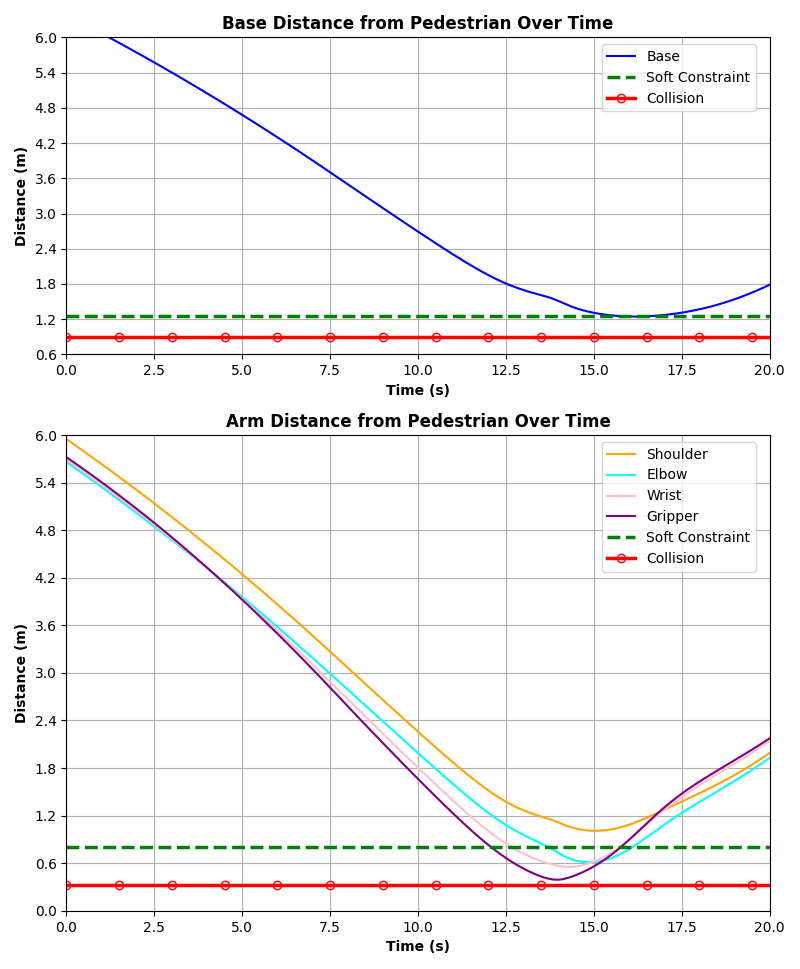 Base Distance from Pedestrian Over Time
Distance (m)
6.0
5.4
4.8
4.2
3.6
3.0
2.4
1.8
1.2
0.6
Base
Soft Constraint
Collision
0.0 2.5 5.0 7.5 10.0 12.5 15.0 17.5 20.0
Time (s)
Arm Distance from Pedestrian Over Time
Distance (m)
6.0
5.4
4.8
4.2
3.6
3.0
2.4
1.8
1.2
0.6
0.0
Shoulder
Elbow
Wrist
Gripper
Soft Constraint
Collision
0.0 2.5 5.0 7.5 10.0 12.5 15.0 17.5 20.0
Time (s)